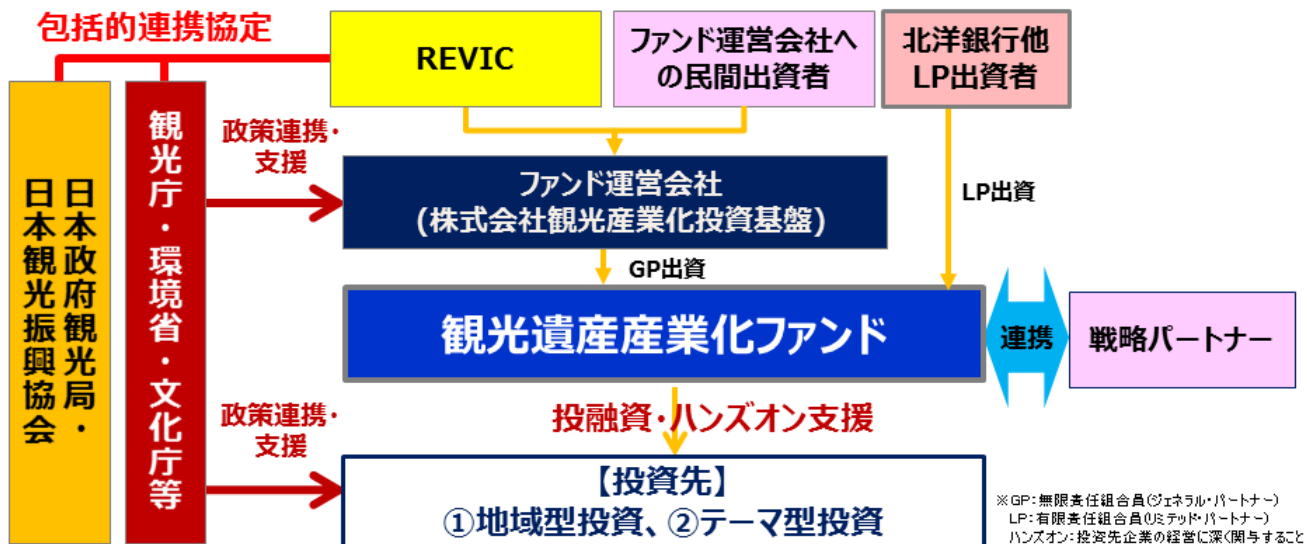 包括的連携協定
REVIC
ファンド運営会社へ
の民間出資者
北洋銀行他
LP出資者
日本政府観光局・
日本観光振興協会
観光庁・環境省・文化庁等
政策連携・
支援
ファンド運営会社
(株式会社観光産業化投資基盤)
LP出資
GP出資
観光遺産産業化ファンド
連携
戦略パートナー
投融資・ハンズオン支援
政策連携・
支援
【投資先】
①地域型投資、②テーマ型投資
※GP:無限責任組合員(ジェネラル・パートナー)
LP:有限責任組合員(リミテッド・パートナー)
ハンズオン:投資先企業の経営に深く関与すること